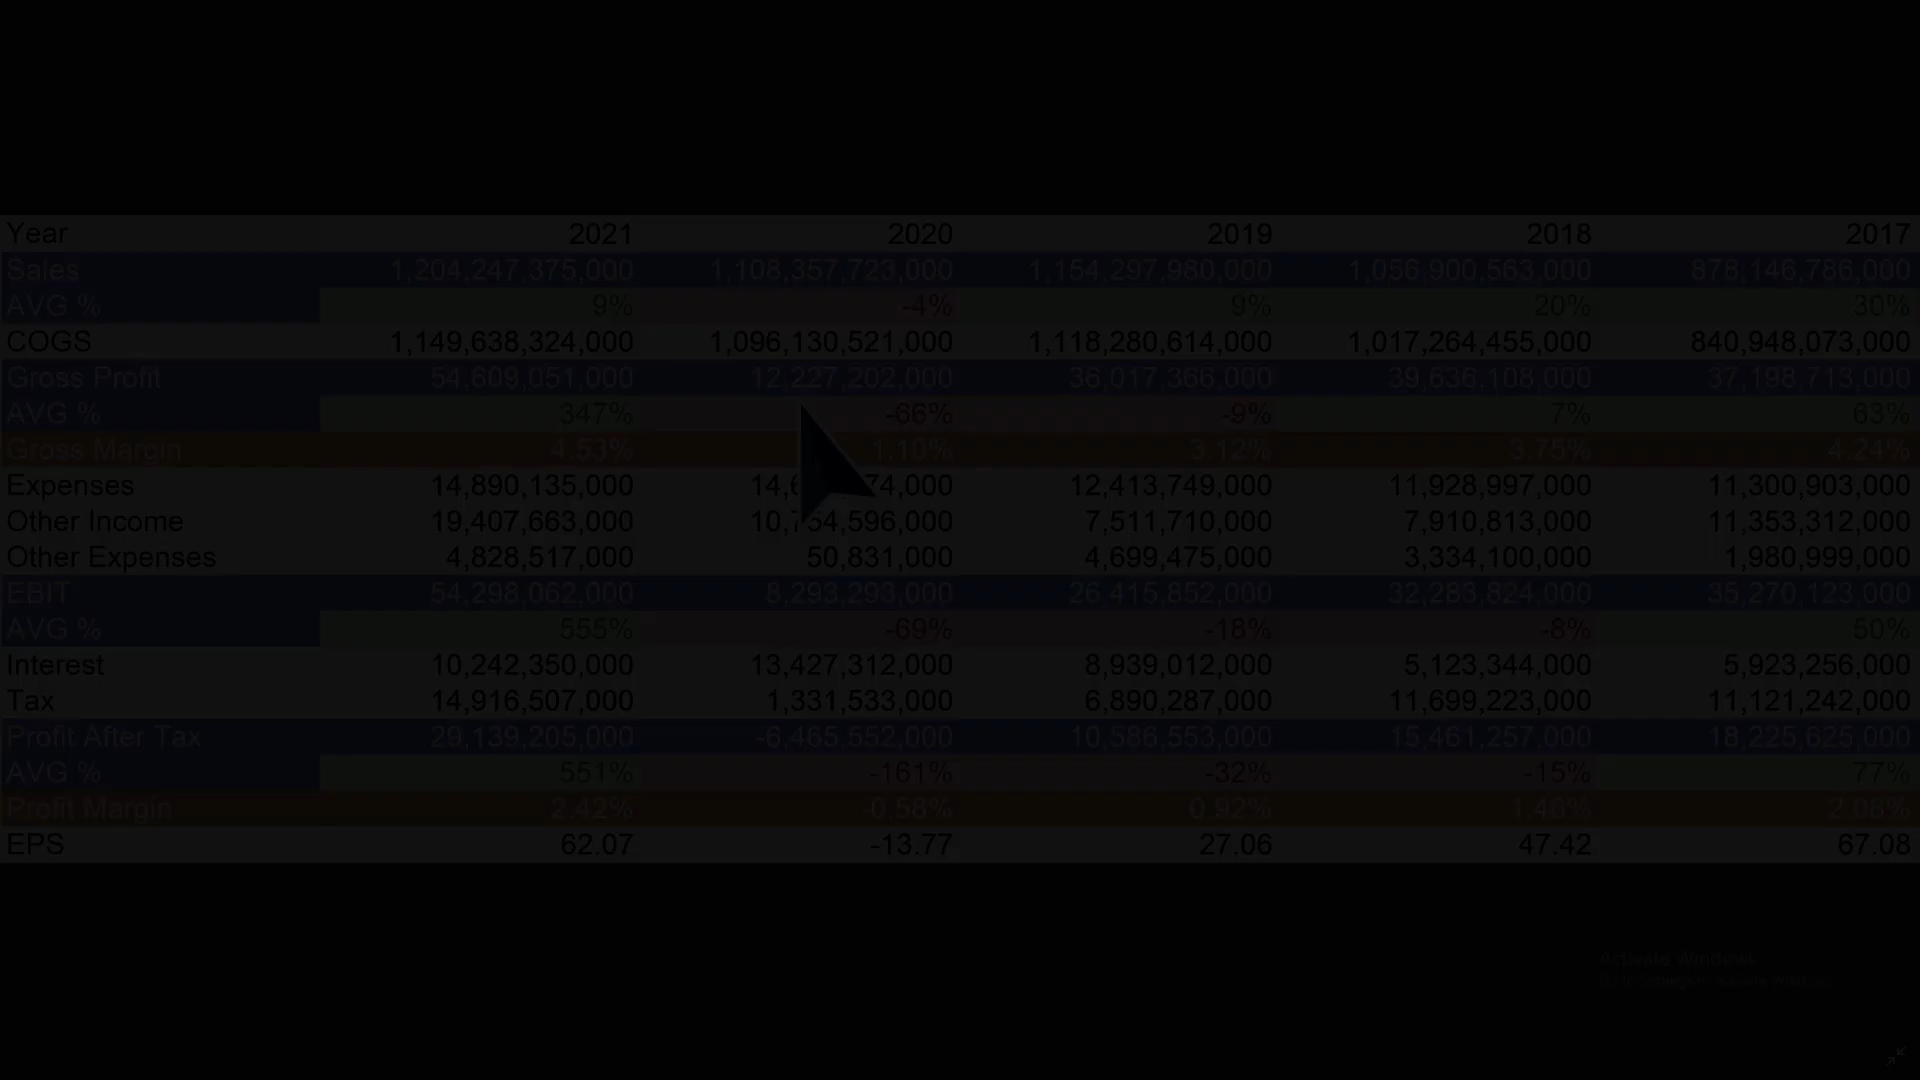 Year 2021 2020 2019 2018 2017
Sales 1,204,247,375,000 1,108,357,723,000 1,154,297,980,000 1,056,900,563,000 878,146,786,000
AVG % 9% -4% 9% 20% 30%
COGS 1,149,638,324,000 1,096,130,521,000 1,118,280,614,000 1,017,264,455,000 840,948,073,000
Gross Profit 54,609,051,000 12,227,202,000 36,017,366,000 39,636,108,000 37,198,713,000
AVG % 347% -66% -9% 7% 63%
Gross Margin 4.53% 1.10% 3.12% 3.75% 4.24%
Expenses 14,890,135,000 12,413,749,000 11,928,997,000 11,300,903,000
Other Income 19,407,663,000 10,754,596,000 7,511,710,000 7,910,813,000 11,353,312,000
Other Expenses 4,828,517,000 50,831,000 4,699,475,000 3,334,100,000 1,980,999,000
EBIT 54,298,062,000 8,293,293,000 26,415,852,000 32,283,824,000 35,270,123,000
AVG % 555% -69% -18% -8% 50%
Interest 10,242,350,000 13,427,312,000 8,939,012,000 5,123,344,000 5,923,256,000
Tax 14,916,507,000 1,331,533,000 6,890,287,000 11,699,223,000 11,121,242,000
Profit After Tax 29,139,205,000 -6,465,552,000 10,586,553,000 15,461,257,000 18,225,625,000
AVG % 551% -161% -32% -15% 77%
Profit Margin 2.42% -0.58% 0.92% 1.46% 2.08%
EPS 62.07 -13.77 27.06 47.42 67.08
Activate Windows